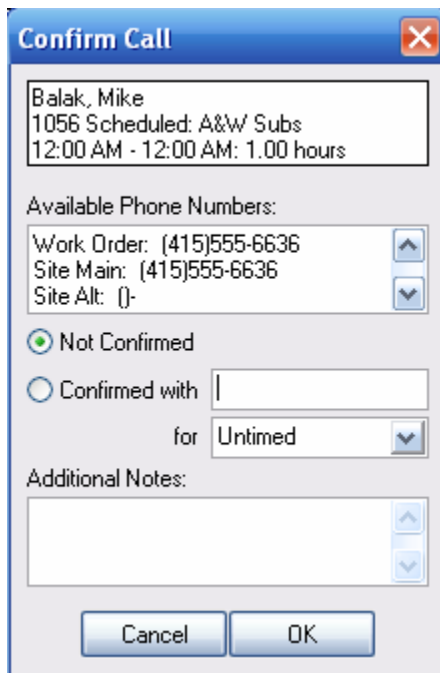 Confirm Call
Balak, Mike
1056 Scheduled: A&W Subs
12:00 AM - 12:00 AM: 1.00 hours
Available Phone Numbers:
Work Order:  (415)555-6636
Site Main:  (415)555-6636
Site Alt:  ()-
Not Confirmed
Confirmed with
for Untimed
Additional Notes:
Cancel OK